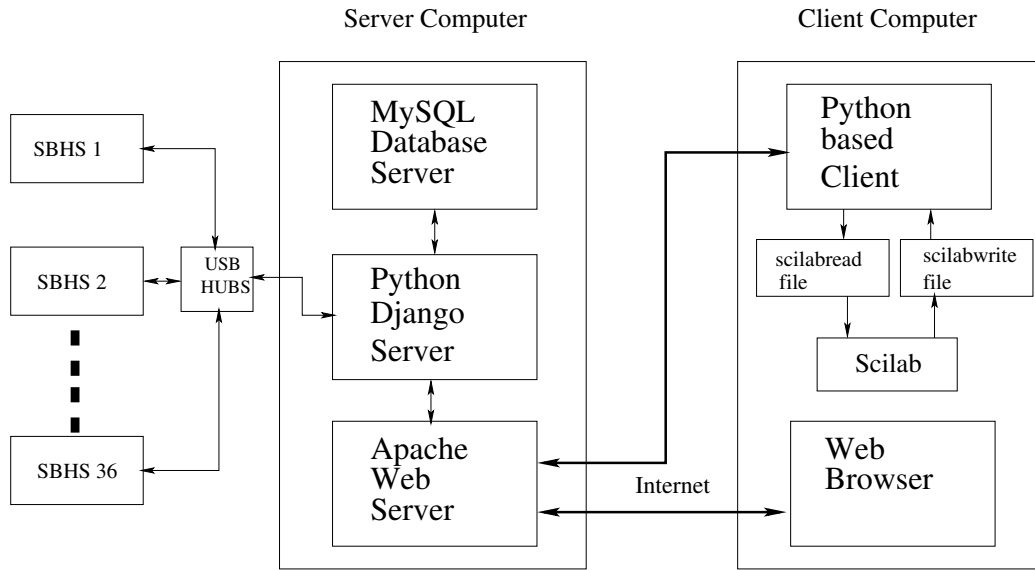 Server Computer
Client Computer
SBHS 1
SBHS 2
SBHS 36
USB
HUBS
MySQL
Database
Server
Python
Django
Server
Apache
Web
Server
Internet
Python
based
Client
scilabread
file
scilabwrite
file
Scilab
Web
Browser